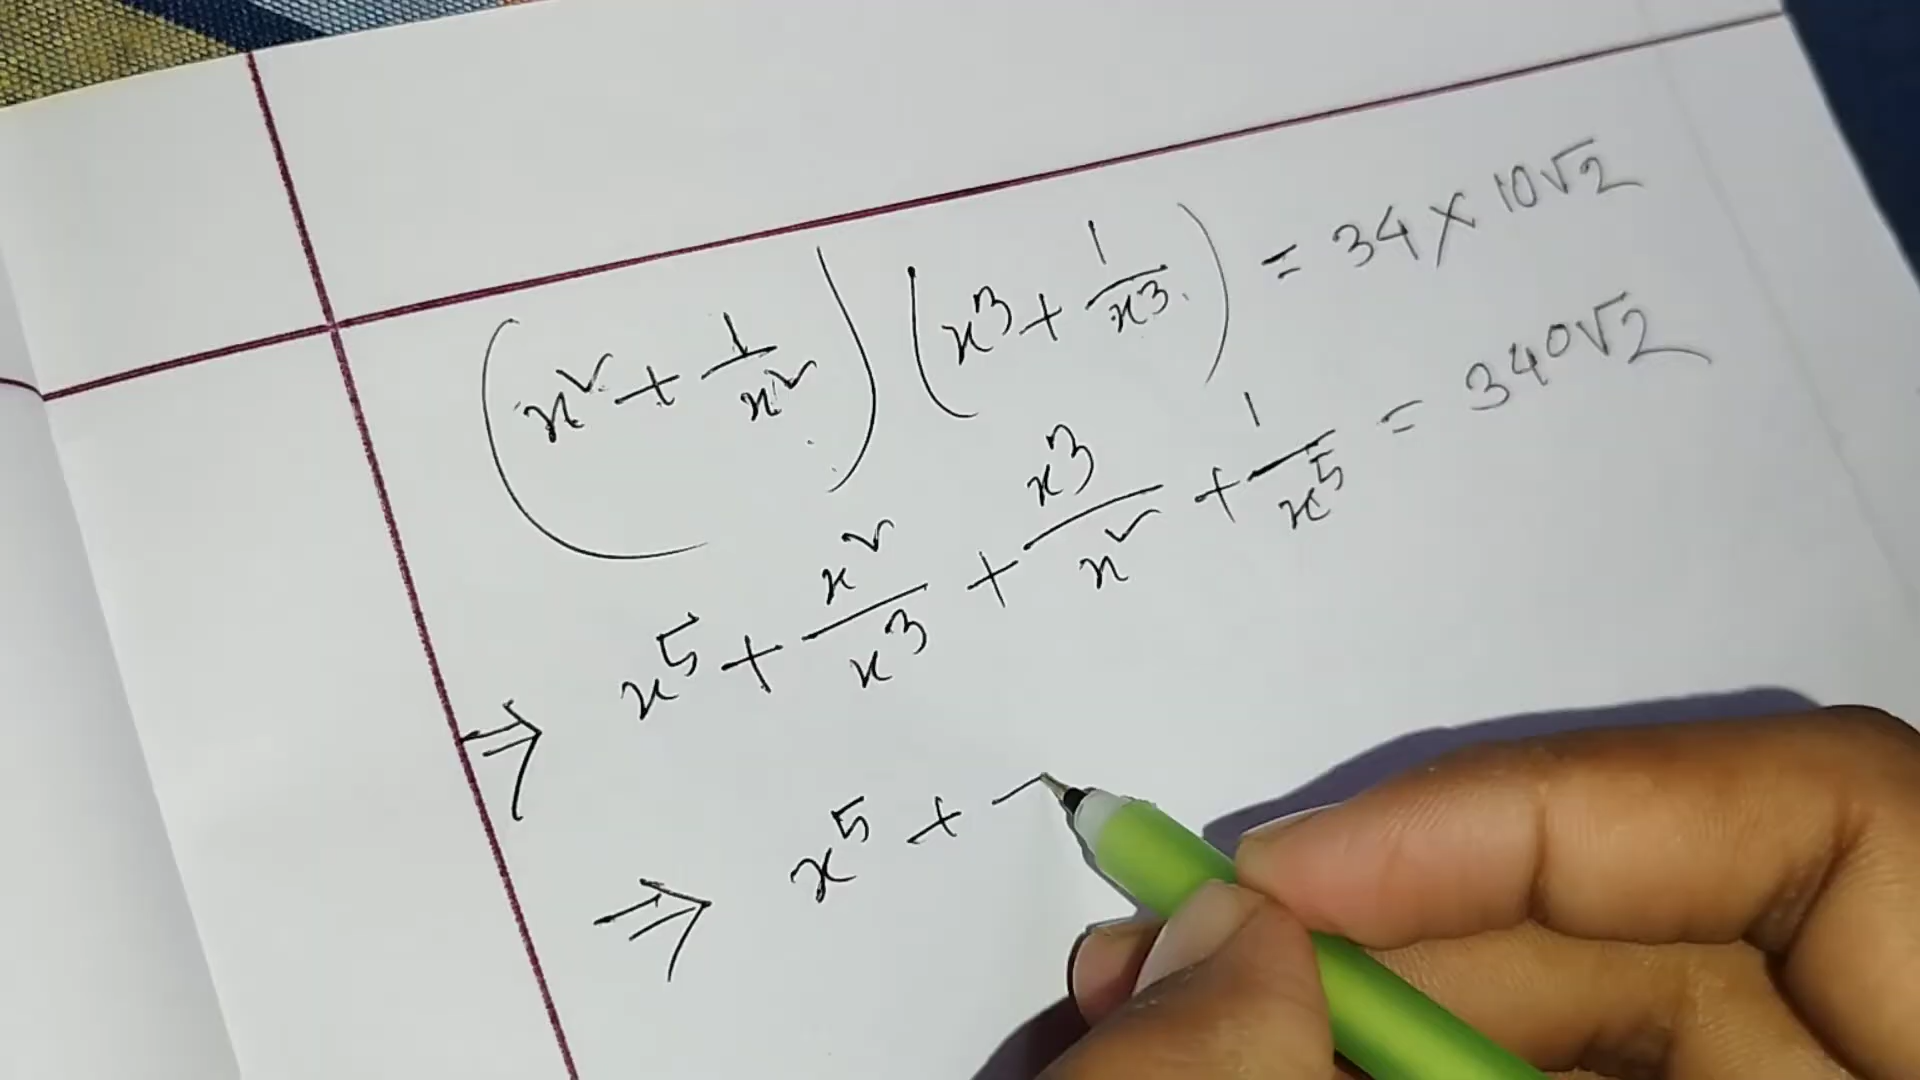 (x² + 1/x²) (x³ + 1/x³) = 34 × 10√2
⇒ x⁵ + x²/x³ + x³/x² + 1/x⁵ = 340√2
⇒ x⁵ + —